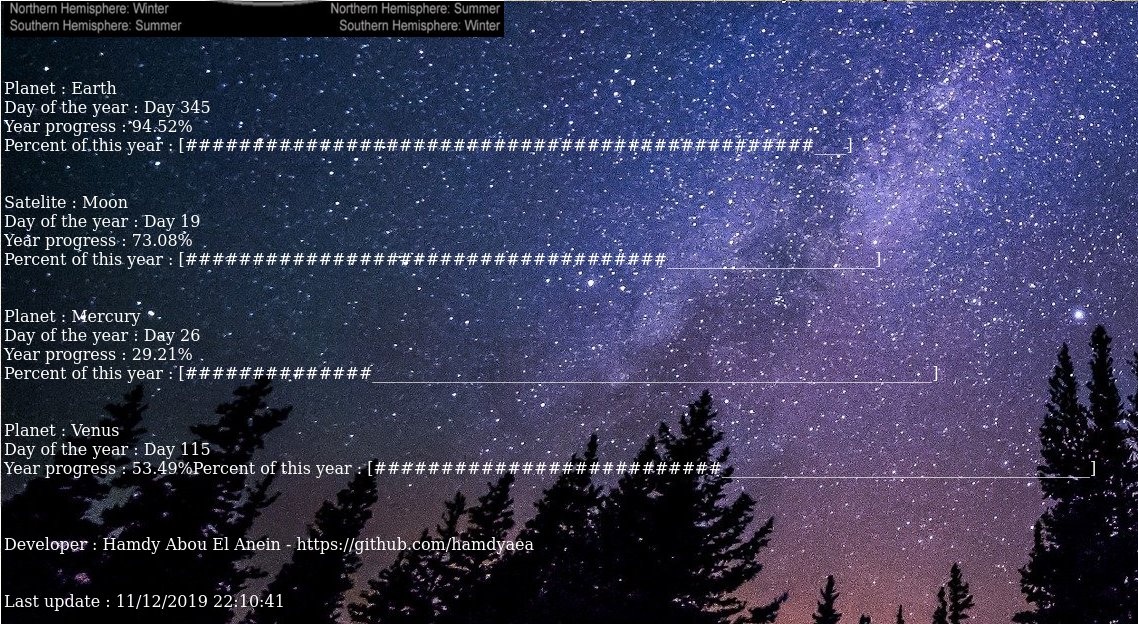 Northern Hemisphere: Winter Northern Hemisphere: Summer
Southern Hemisphere: Summer Southern Hemisphere: Winter
Planet : Earth
Day of the year : Day 345
Year progress : 94.52%
Percent of this year : [###############################################____]
Satelite : Moon
Day of the year : Day 19
Year progress : 73.08%
Percent of this year : [####################################__________________________]
Planet : Mercury
Day of the year : Day 26
Year progress : 29.21%
Percent of this year : [##############______________________________________________________________________]
Planet : Venus
Day of the year : Day 115
Year progress : 53.49%Percent of this year : [##########################______________________________________________]
Developer : Hamdy Abou El Anein - https://github.com/hamdyaea
Last update : 11/12/2019 22:10:41